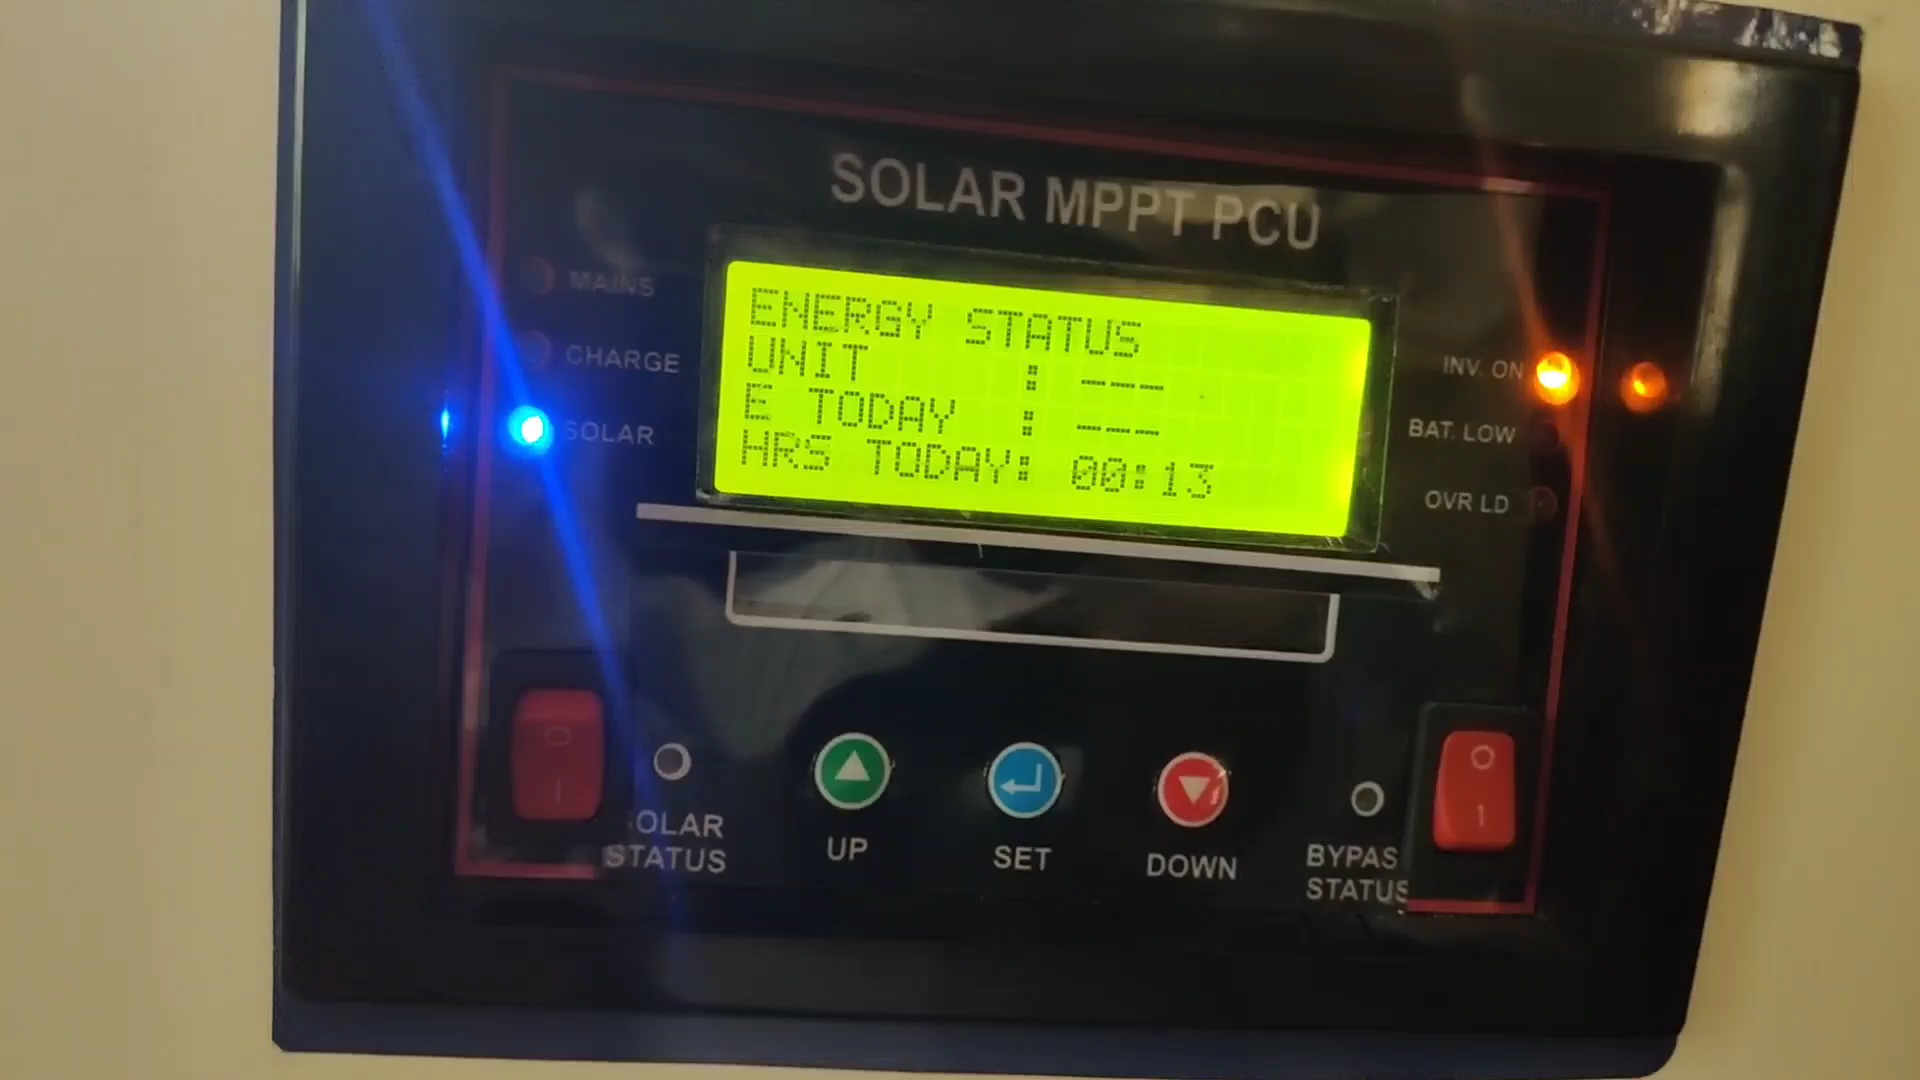 SOLAR MPPT PCU
MAINS
CHARGE
SOLAR
ENERGY STATUS
UNIT : ---
E TODAY : ---
HRS TODAY: 00:13
INV. ON
BAT. LOW
OVR LD
OLAR
STATUS
UP
SET
DOWN
BYPAS
STATUS